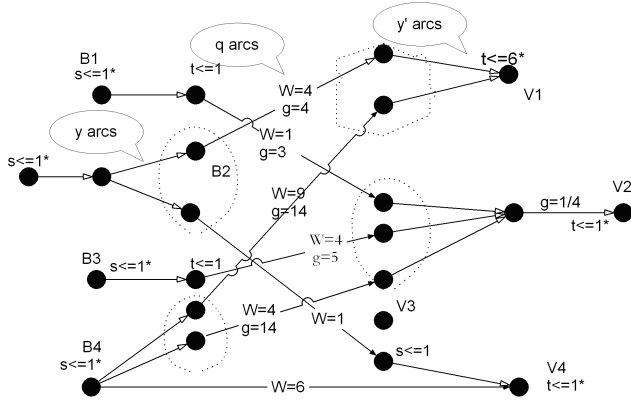 y' arcs
q arcs
B1
s<=1*
t<=1
t<=6*
V1
W=4
g=4
y arcs
W=1
g=3
s<=1*
B2
W=9
g=14
V2
g=1/4
t<=1*
B3
s<=1*
t<=1
W=4
g=5
W=4
g=14
W=1
V3
B4
s<=1*
s<=1
V4
t<=1*
W=6